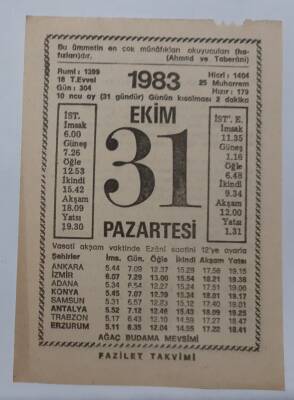 Bu ümmetin en çok münâfıkları okuyucuları (ha-
fızları)dır. (Ahmed ve Taberâni)
Rumî : 1399
18 T.Evvel
Gün : 304
1983
Hicrî : 1404
25 Muharrem
Hızır : 179
10 ncu ay (31 gündür) Günün kısalması 2 dakika
EKİM
31
PAZARTESİ
İST.
İmsak
6.00
Güneş
7.26
Öğle
12.53
İkindi
15.42
Akşam
18.09
Yatsı
19.30
İST. E.
İmsak
11.35
Güneş
1.16
Öğle
6.48
İkindi
9.34
Akşam
12.00
Yatsı
1.31
Vasati akşam vaktinde Ezânî saatini 12'ye ayarla
Şehirler İms. Gün. Öğle İkindi Akşam Yatsı
ANKARA 5.44 7.09 12.37 15.29 17.56 19.15
İZMİR 6.07 7.29 13.00 15.54 18.21 19.38
ADANA 5.34 6.54 12.27 15.24 17.51 19.06
KONYA 5.45 7.07 12.39 15.34 18.01 19.17
SAMSUN 5.31 6.57 12.23 15.12 17.40 19.01
ANTALYA 5.52 7.12 12.46 15.43 18.09 19.25
TRABZON 5.17 6.43 12.10 14.59 17.27 18.47
ERZURUM 5.11 6.35 12.04 14.55 17.22 18.41
AĞAÇ BUDAMA MEVSİMİ
FAZİLET TAKVİMİ